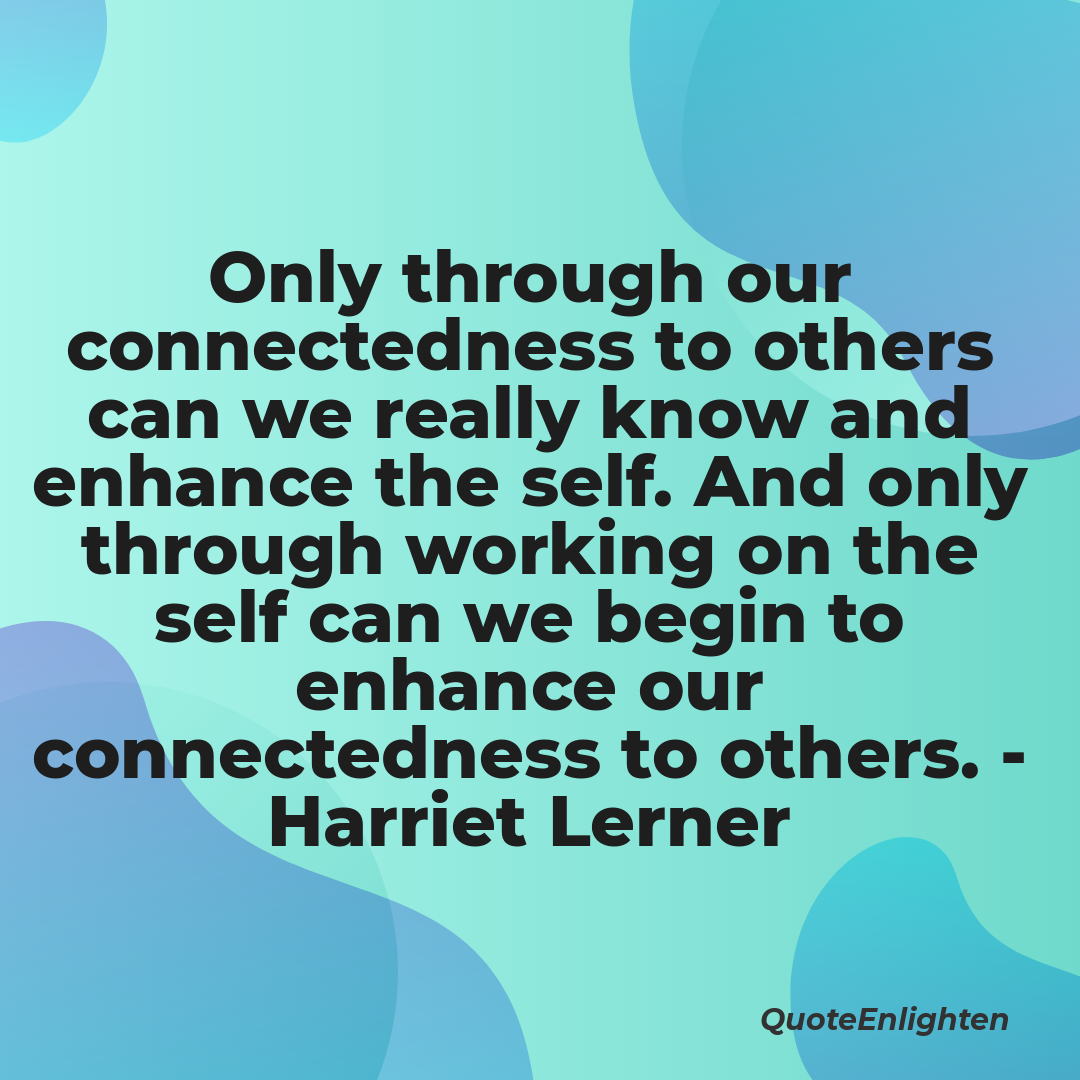 Only through our
connectedness to others
can we really know and
enhance the self. And only
through working on the
self can we begin to
enhance our
connectedness to others. -
Harriet Lerner
QuoteEnlighten